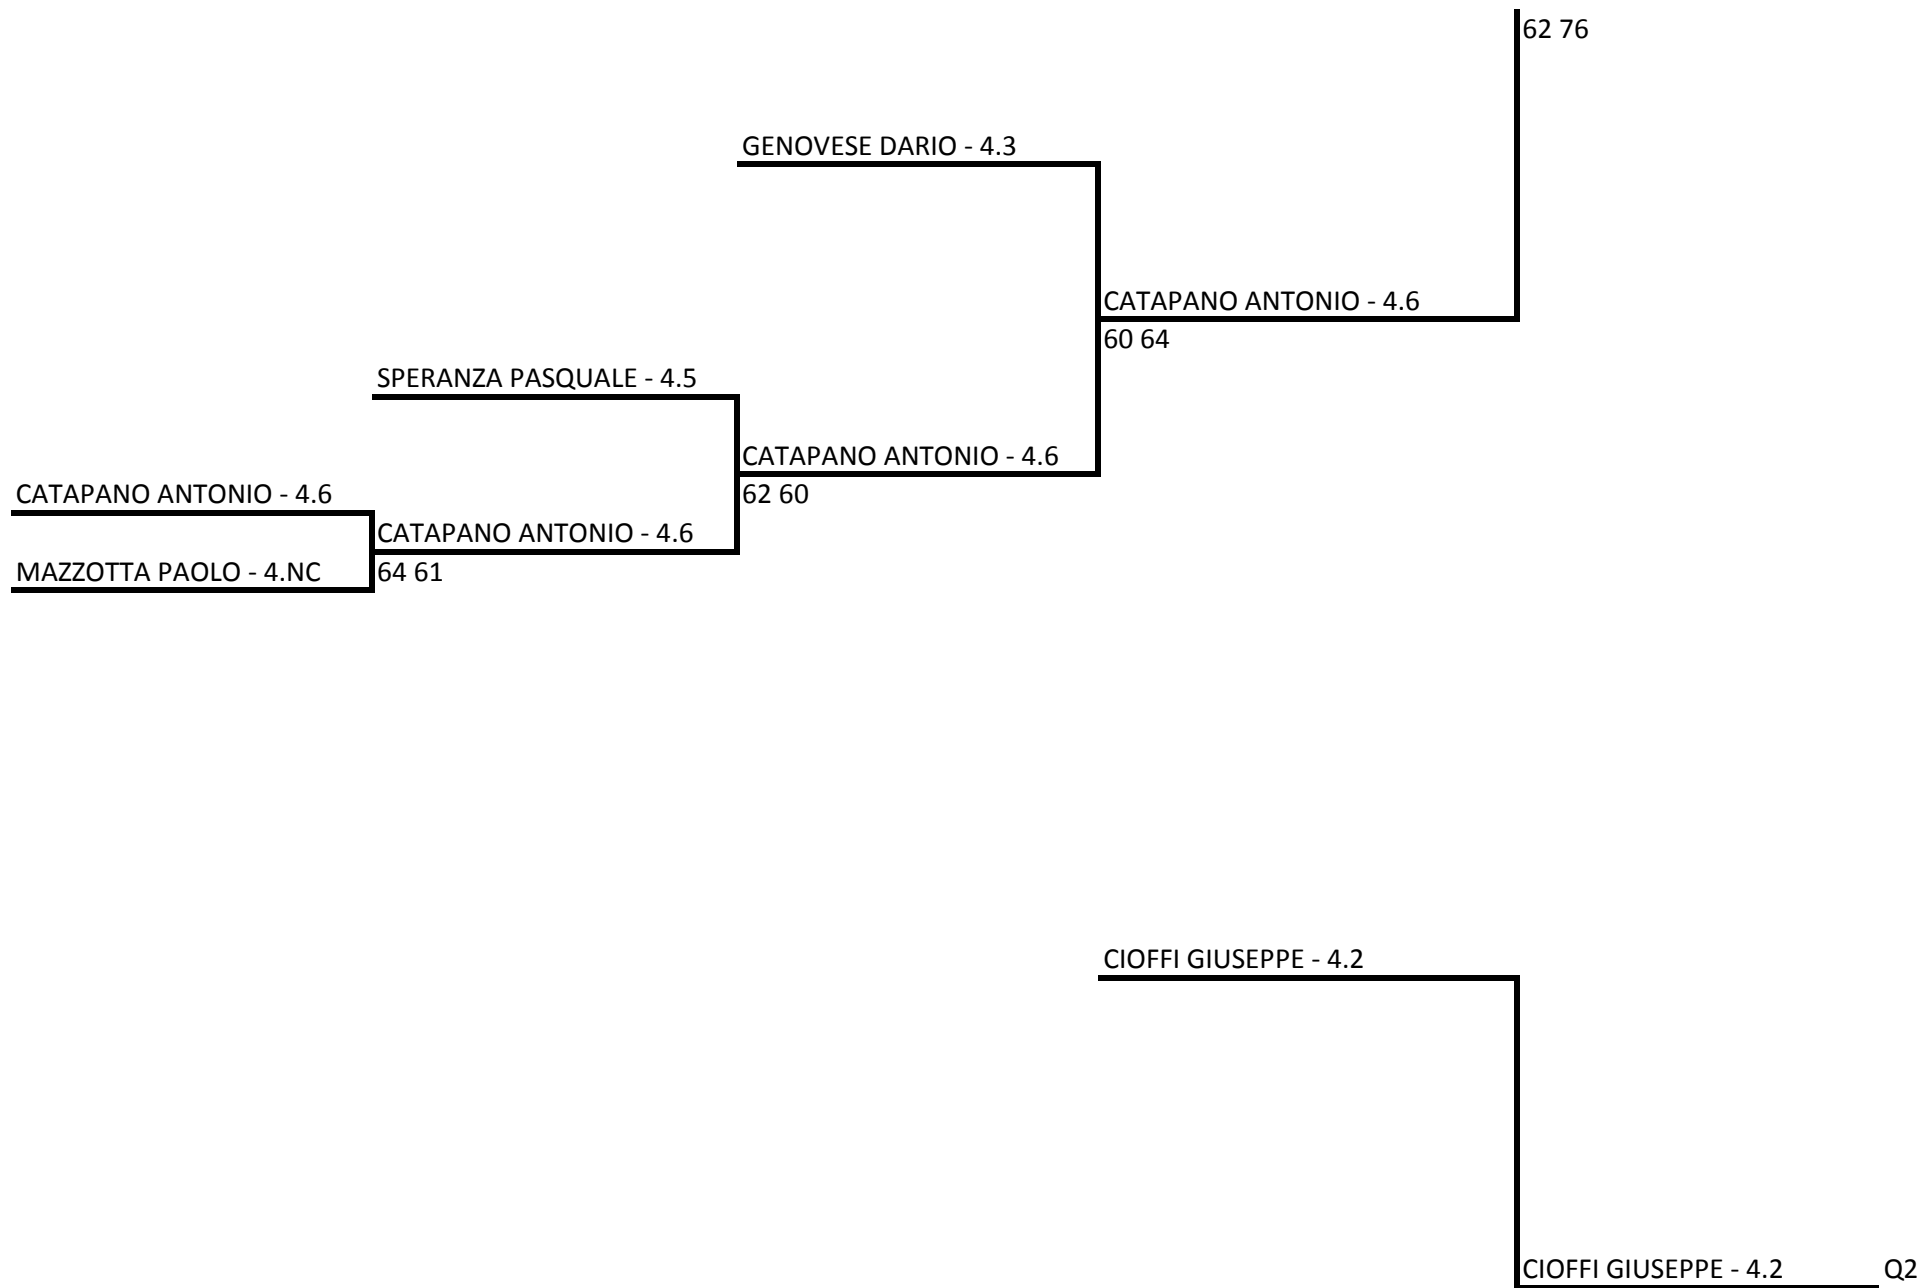 62 76
GENOVESE DARIO - 4.3
CATAPANO ANTONIO - 4.6
60 64
SPERANZA PASQUALE - 4.5
CATAPANO ANTONIO - 4.6
62 60
CATAPANO ANTONIO - 4.6
CATAPANO ANTONIO - 4.6
64 61
MAZZOTTA PAOLO - 4.NC
CIOFFI GIUSEPPE - 4.2
CIOFFI GIUSEPPE - 4.2 Q2